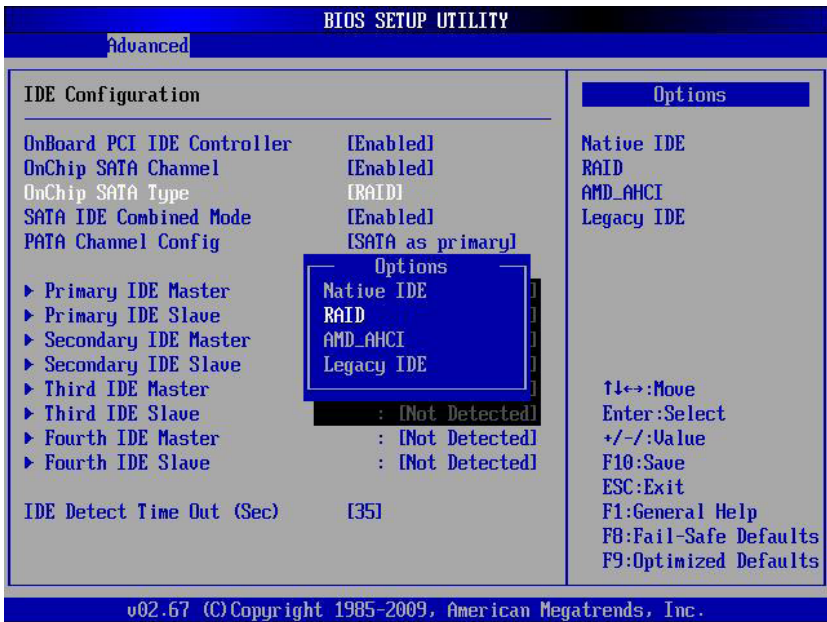 BIOS SETUP UTILITY
Advanced
IDE Configuration
OnBoard PCI IDE Controller [Enabled]
OnChip SATA Channel [Enabled]
OnChip SATA Type [RAID]
SATA IDE Combined Mode [Enabled]
PATA Channel Config [SATA as primary]
Options
Native IDE
RAID
AMD_AHCI
Legacy IDE
▶ Primary IDE Master ]
▶ Primary IDE Slave ]
▶ Secondary IDE Master ]
▶ Secondary IDE Slave ]
▶ Third IDE Master ]
▶ Third IDE Slave : [Not Detected]
▶ Fourth IDE Master : [Not Detected]
▶ Fourth IDE Slave : [Not Detected]
IDE Detect Time Out (Sec) [35]
Options
Native IDE
RAID
AMD_AHCI
Legacy IDE
↑↓←→:Move
Enter:Select
+/-/:Value
F10:Save
ESC:Exit
F1:General Help
F8:Fail-Safe Defaults
F9:Optimized Defaults
v02.67 (C)Copyright 1985-2009, American Megatrends, Inc.